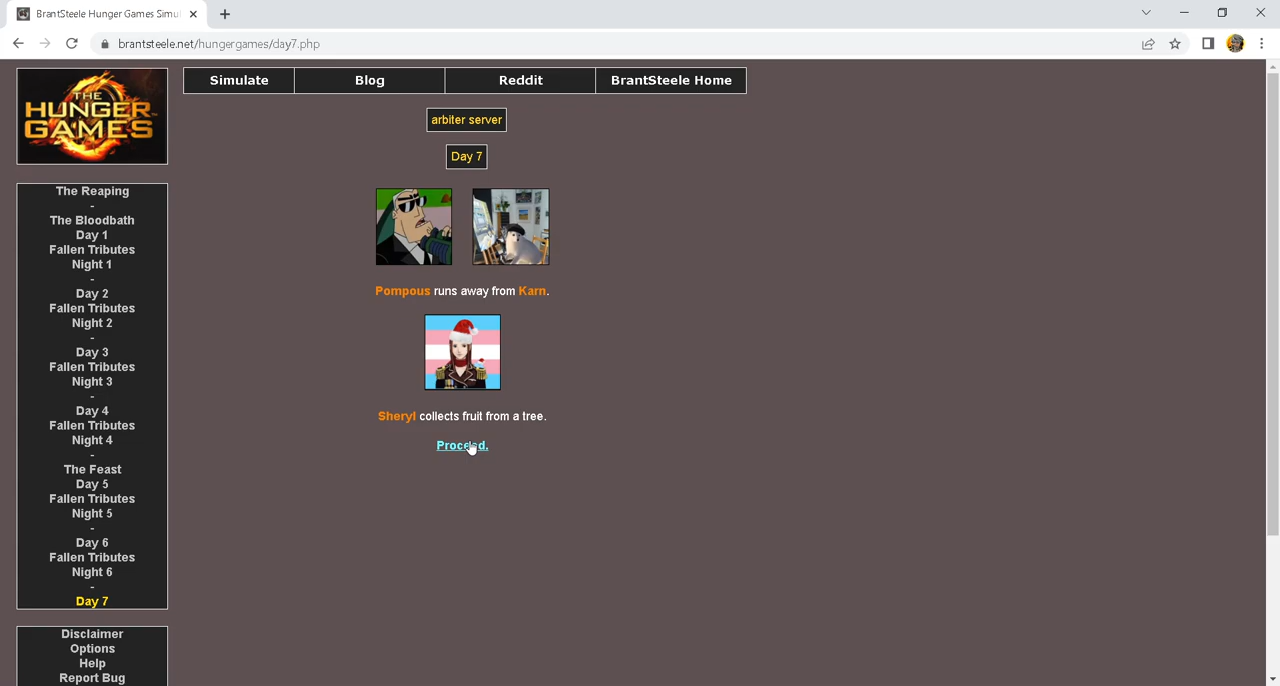 BrantSteele Hunger Games Simu
brantsteele.net/hungergames/day7.php
THE
HUNGER
GAMES
Simulate
Blog
Reddit
BrantSteele Home
arbiter server
Day 7
Pompous runs away from Karn.
Sheryl collects fruit from a tree.
Proceed.
The Reaping
-
The Bloodbath
Day 1
Fallen Tributes
Night 1
-
Day 2
Fallen Tributes
Night 2
-
Day 3
Fallen Tributes
Night 3
-
Day 4
Fallen Tributes
Night 4
-
The Feast
Day 5
Fallen Tributes
Night 5
-
Day 6
Fallen Tributes
Night 6
-
Day 7
Disclaimer
Options
Help
Report Bug